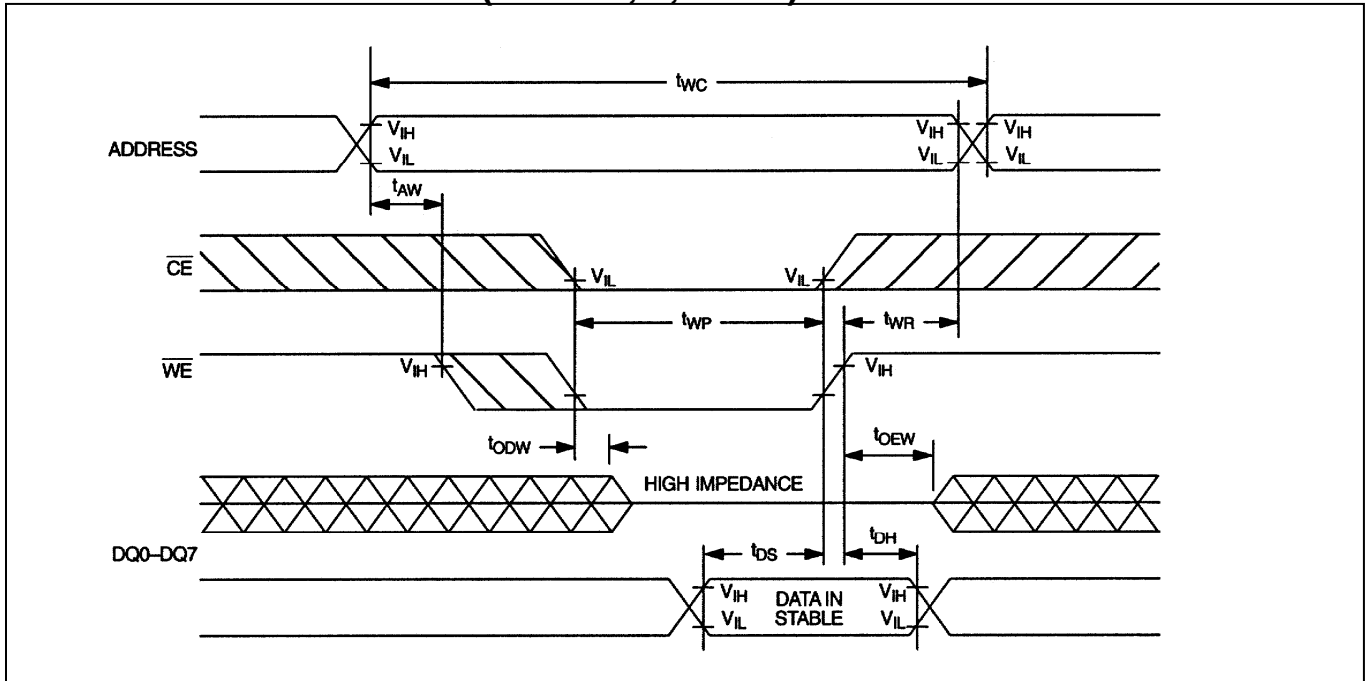 tWC
ADDRESS
VIH
VIL
VIH
VIL
VIH
VIL
tAW
CE
VIL
VIL
tWP
tWR
WE
VIH
VIH
tODW
tOEW
HIGH IMPEDANCE
DQ0–DQ7
tDS
tDH
VIH
VIL
DATA IN
STABLE
VIH
VIL